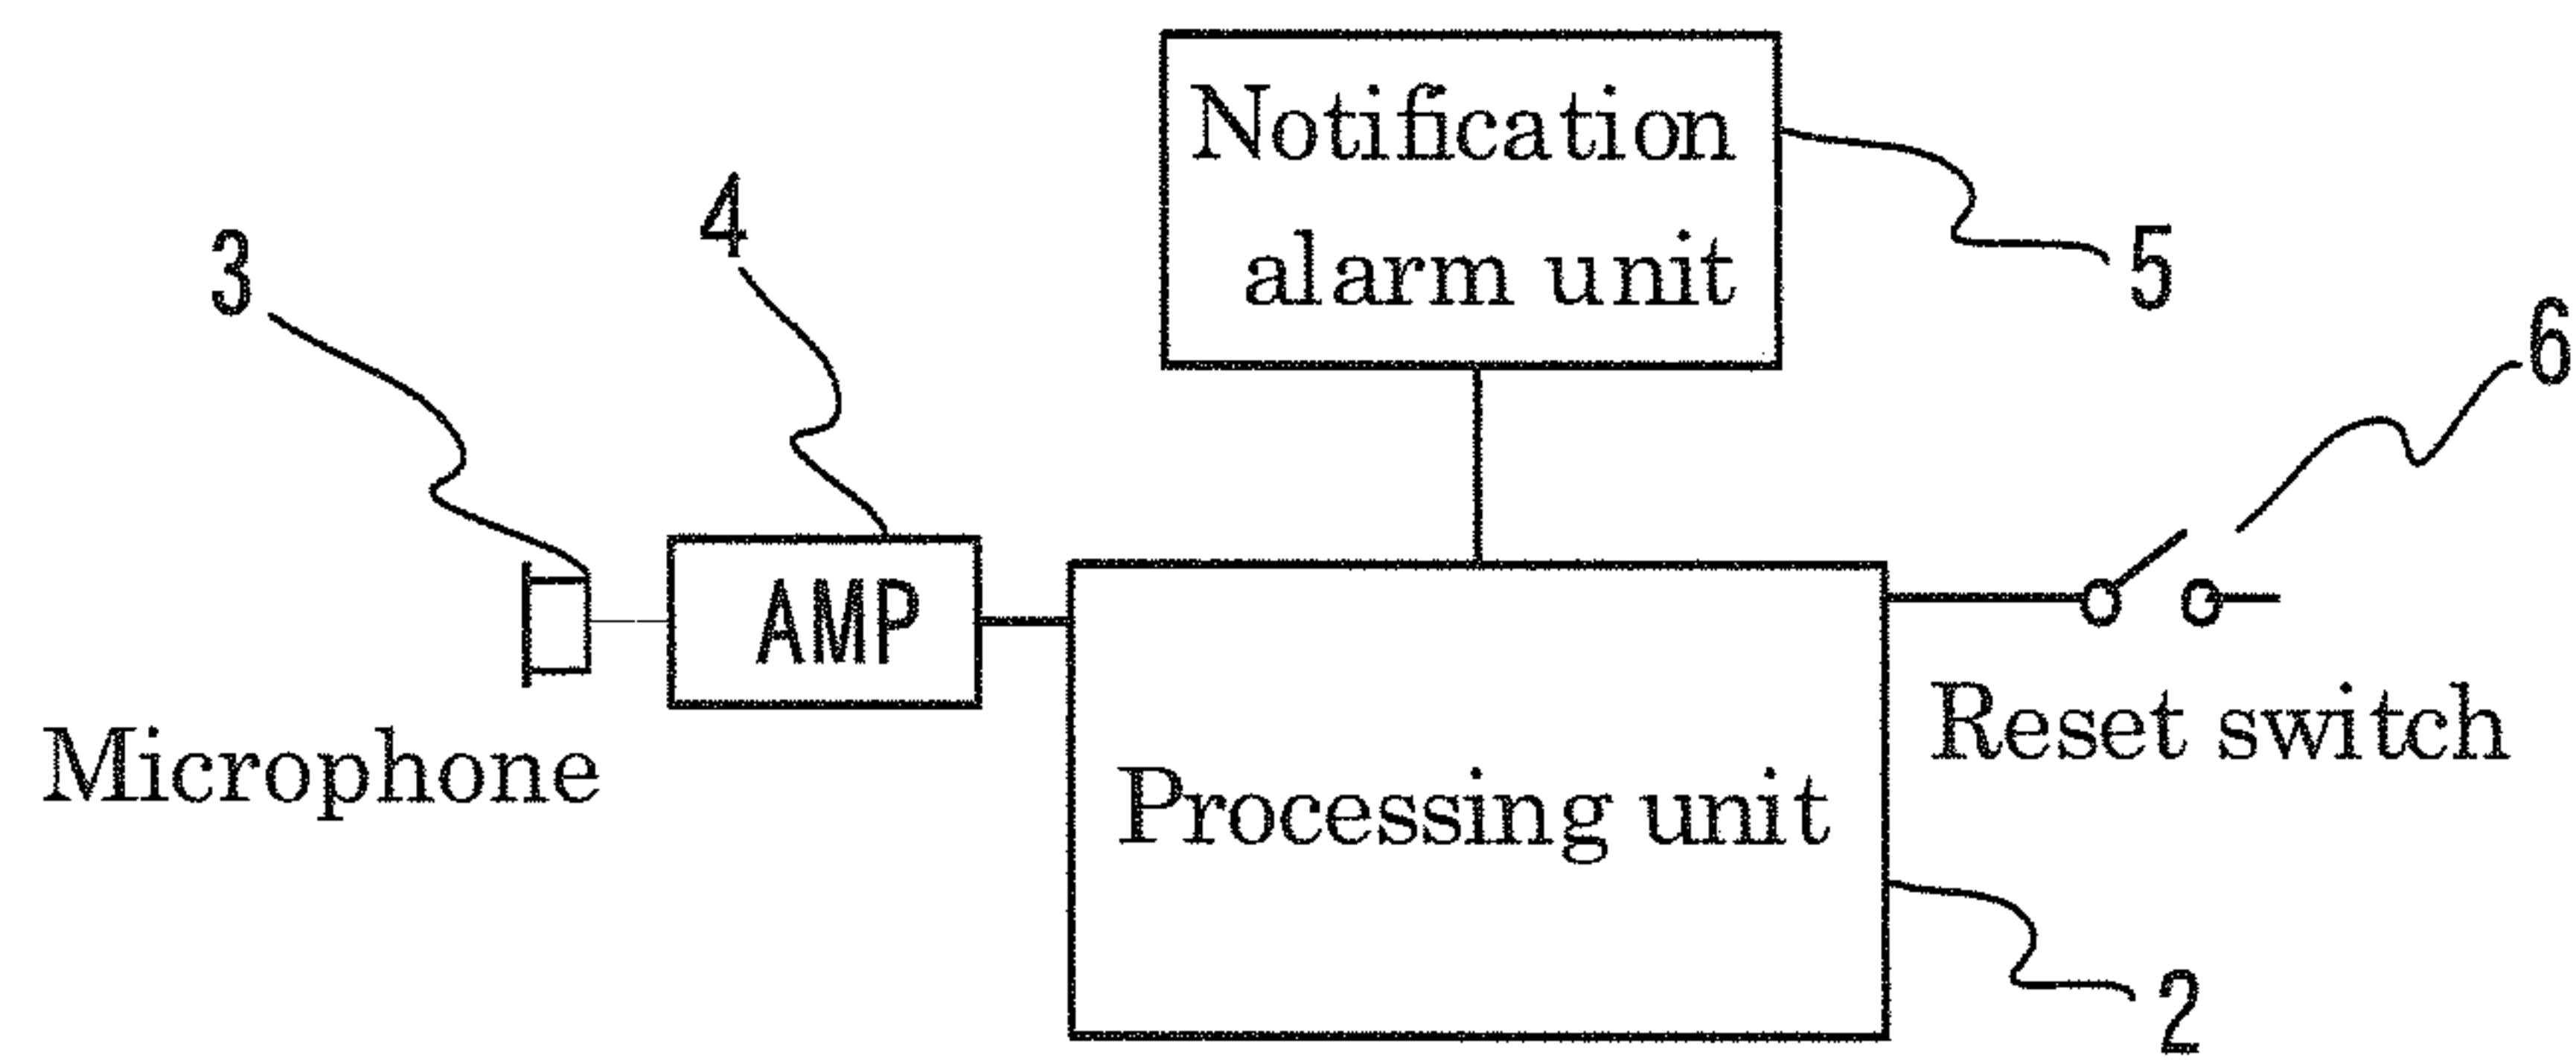 Notification
alarm unit
3
4
5
6
AMP
Microphone
Processing unit
Reset switch
2